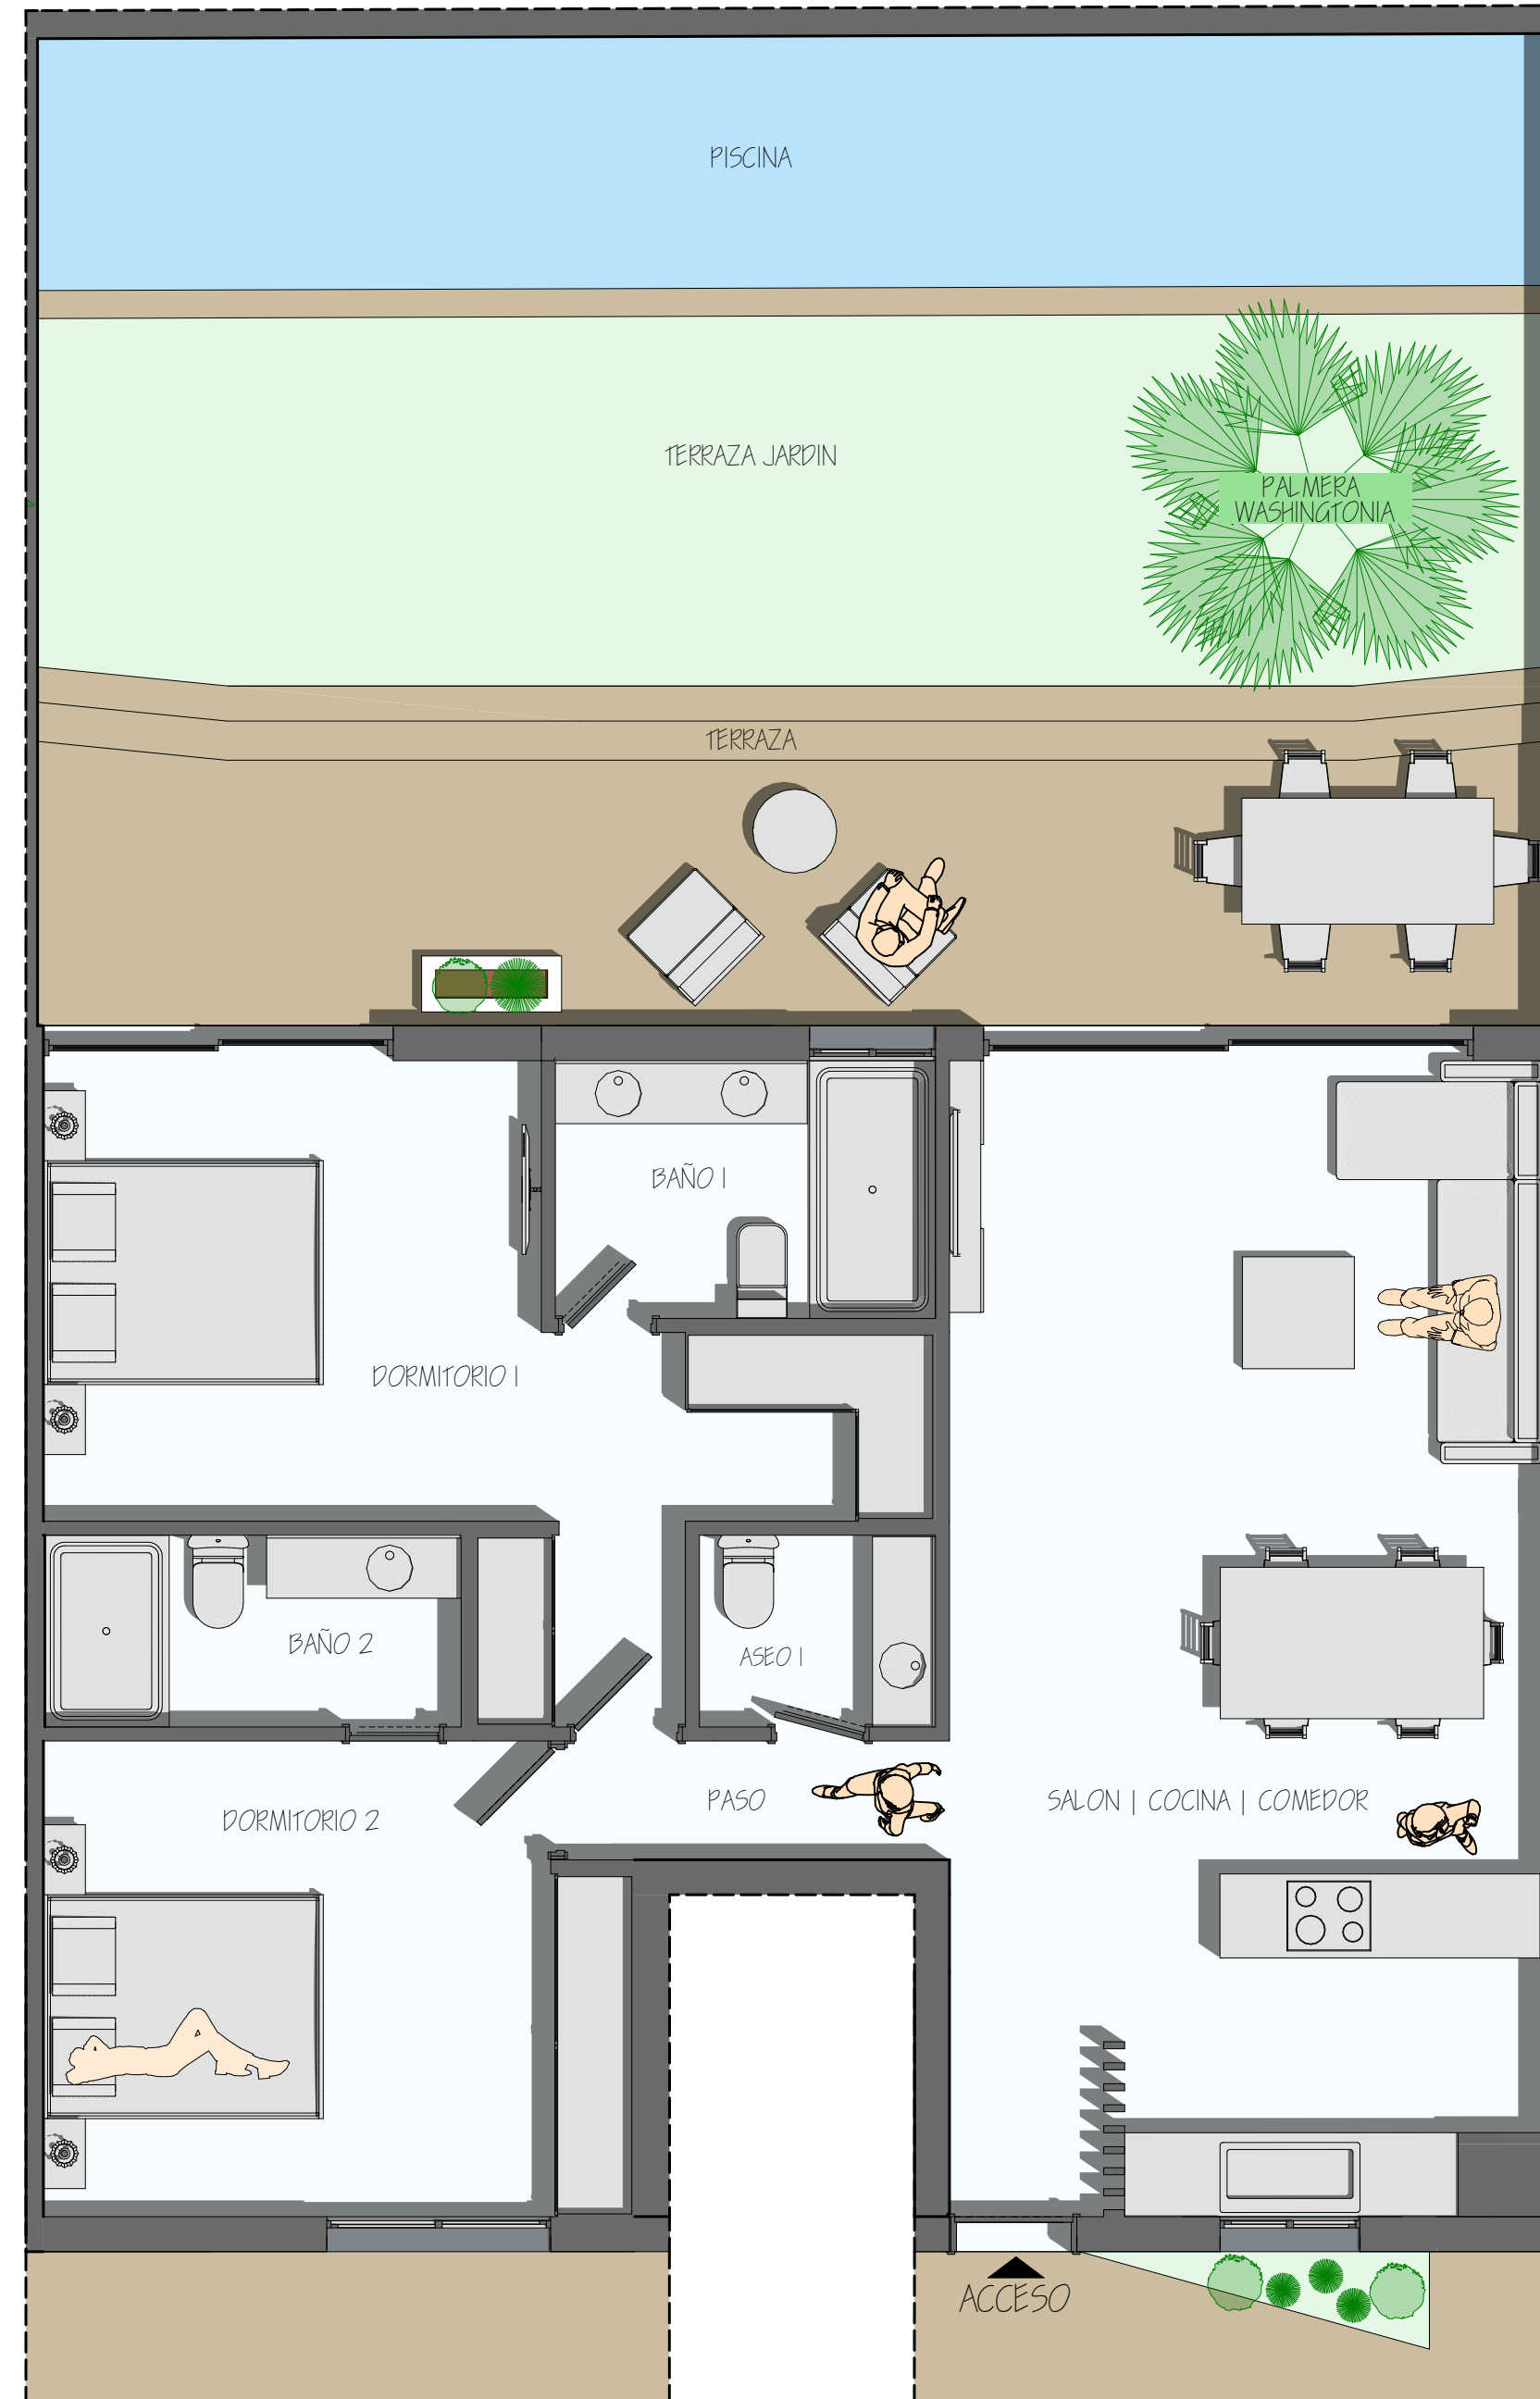 PISCINA
TERRAZA JARDIN
PALMERA
WASHINGTONIA
TERRAZA
BAÑO 1
DORMITORIO 1
BAÑO 2
ASEO 1
DORMITORIO 2
PASO
SALON | COCINA | COMEDOR
ACCESO